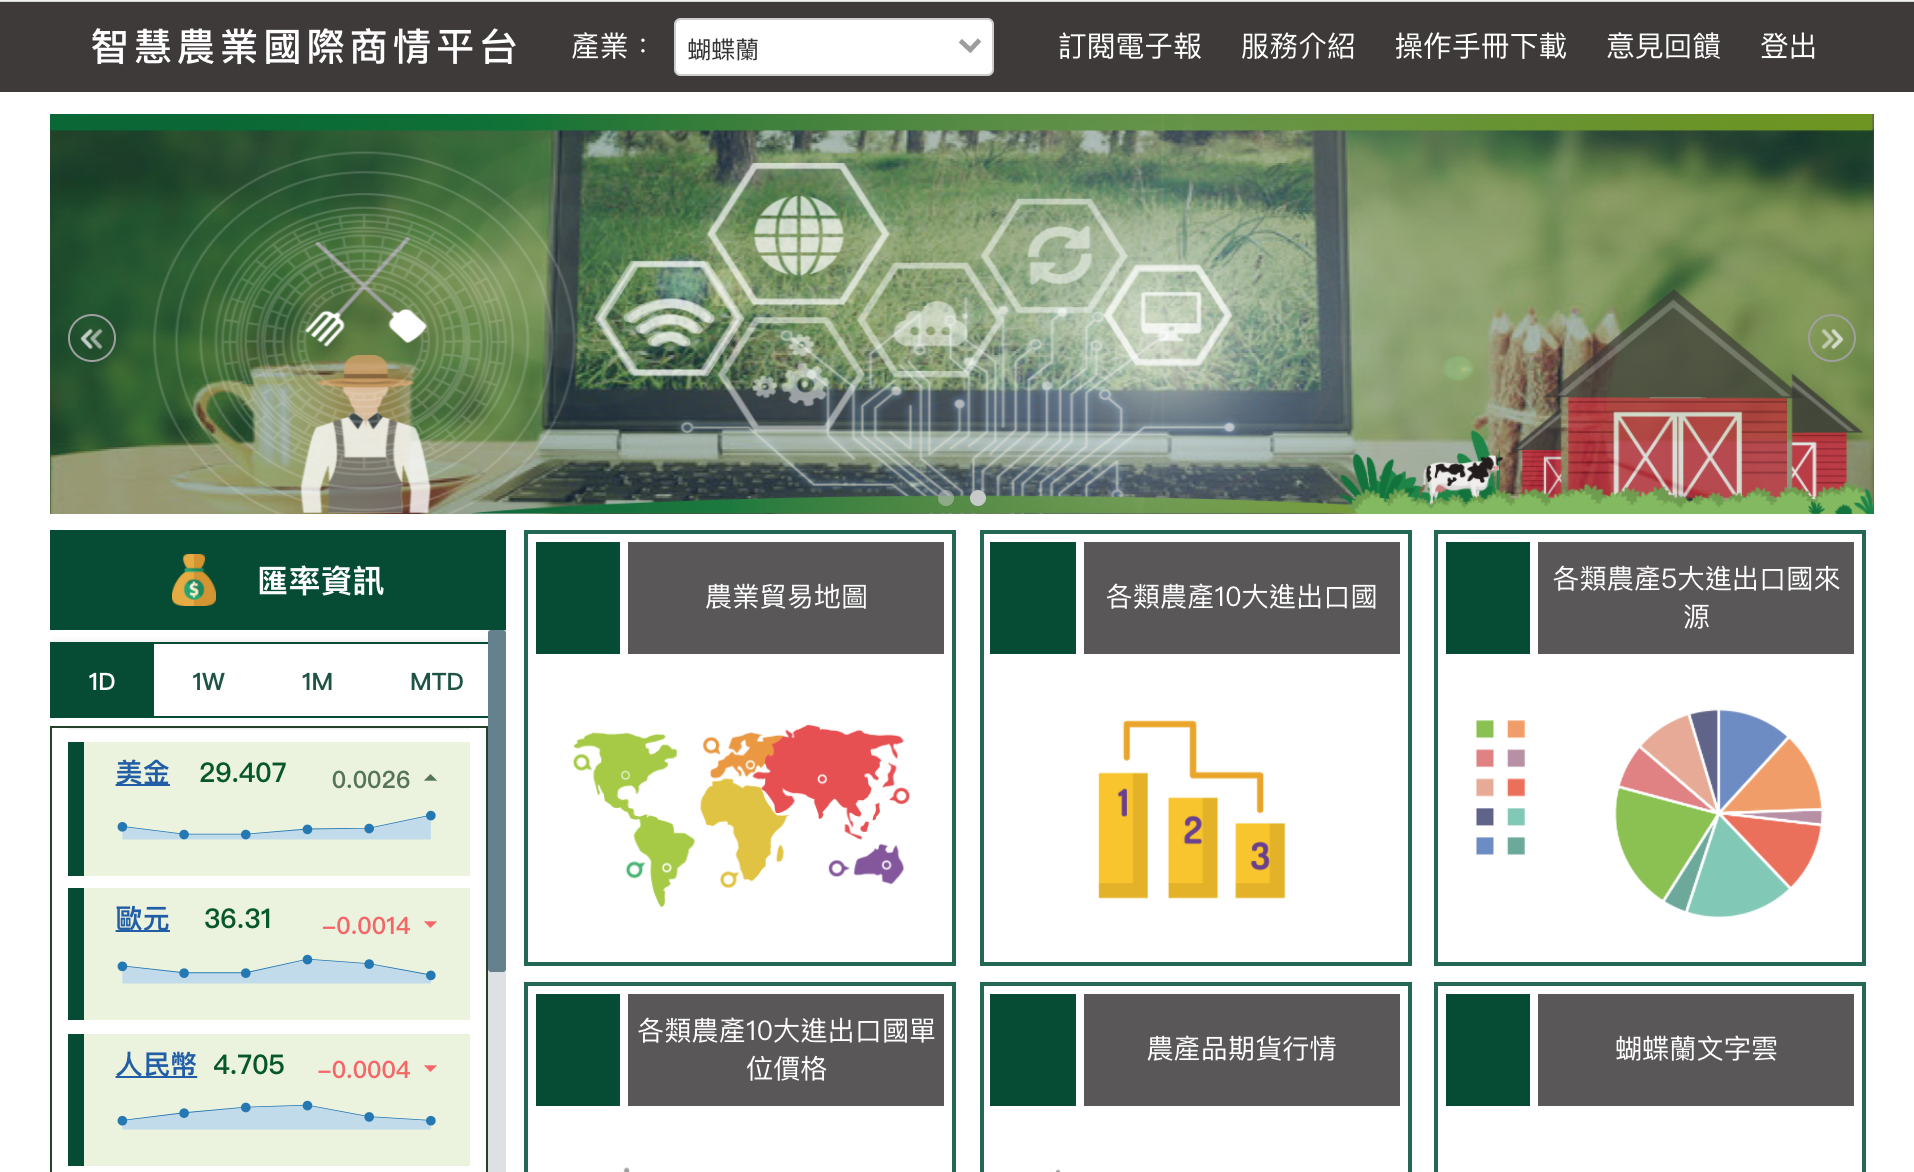 智慧農業國際商情平台
產業：
蝴蝶蘭
訂閱電子報
服務介紹
操作手冊下載
意見回饋
登出
匯率資訊
1D
1W
1M
MTD
美金
29.407
0.0026
歐元
36.31
-0.0014
人民幣
4.705
-0.0004
農業貿易地圖
各類農產10大進出口國
1
2
3
各類農產5大進出口國來
源
各類農產10大進出口國單
位價格
農產品期貨行情
蝴蝶蘭文字雲